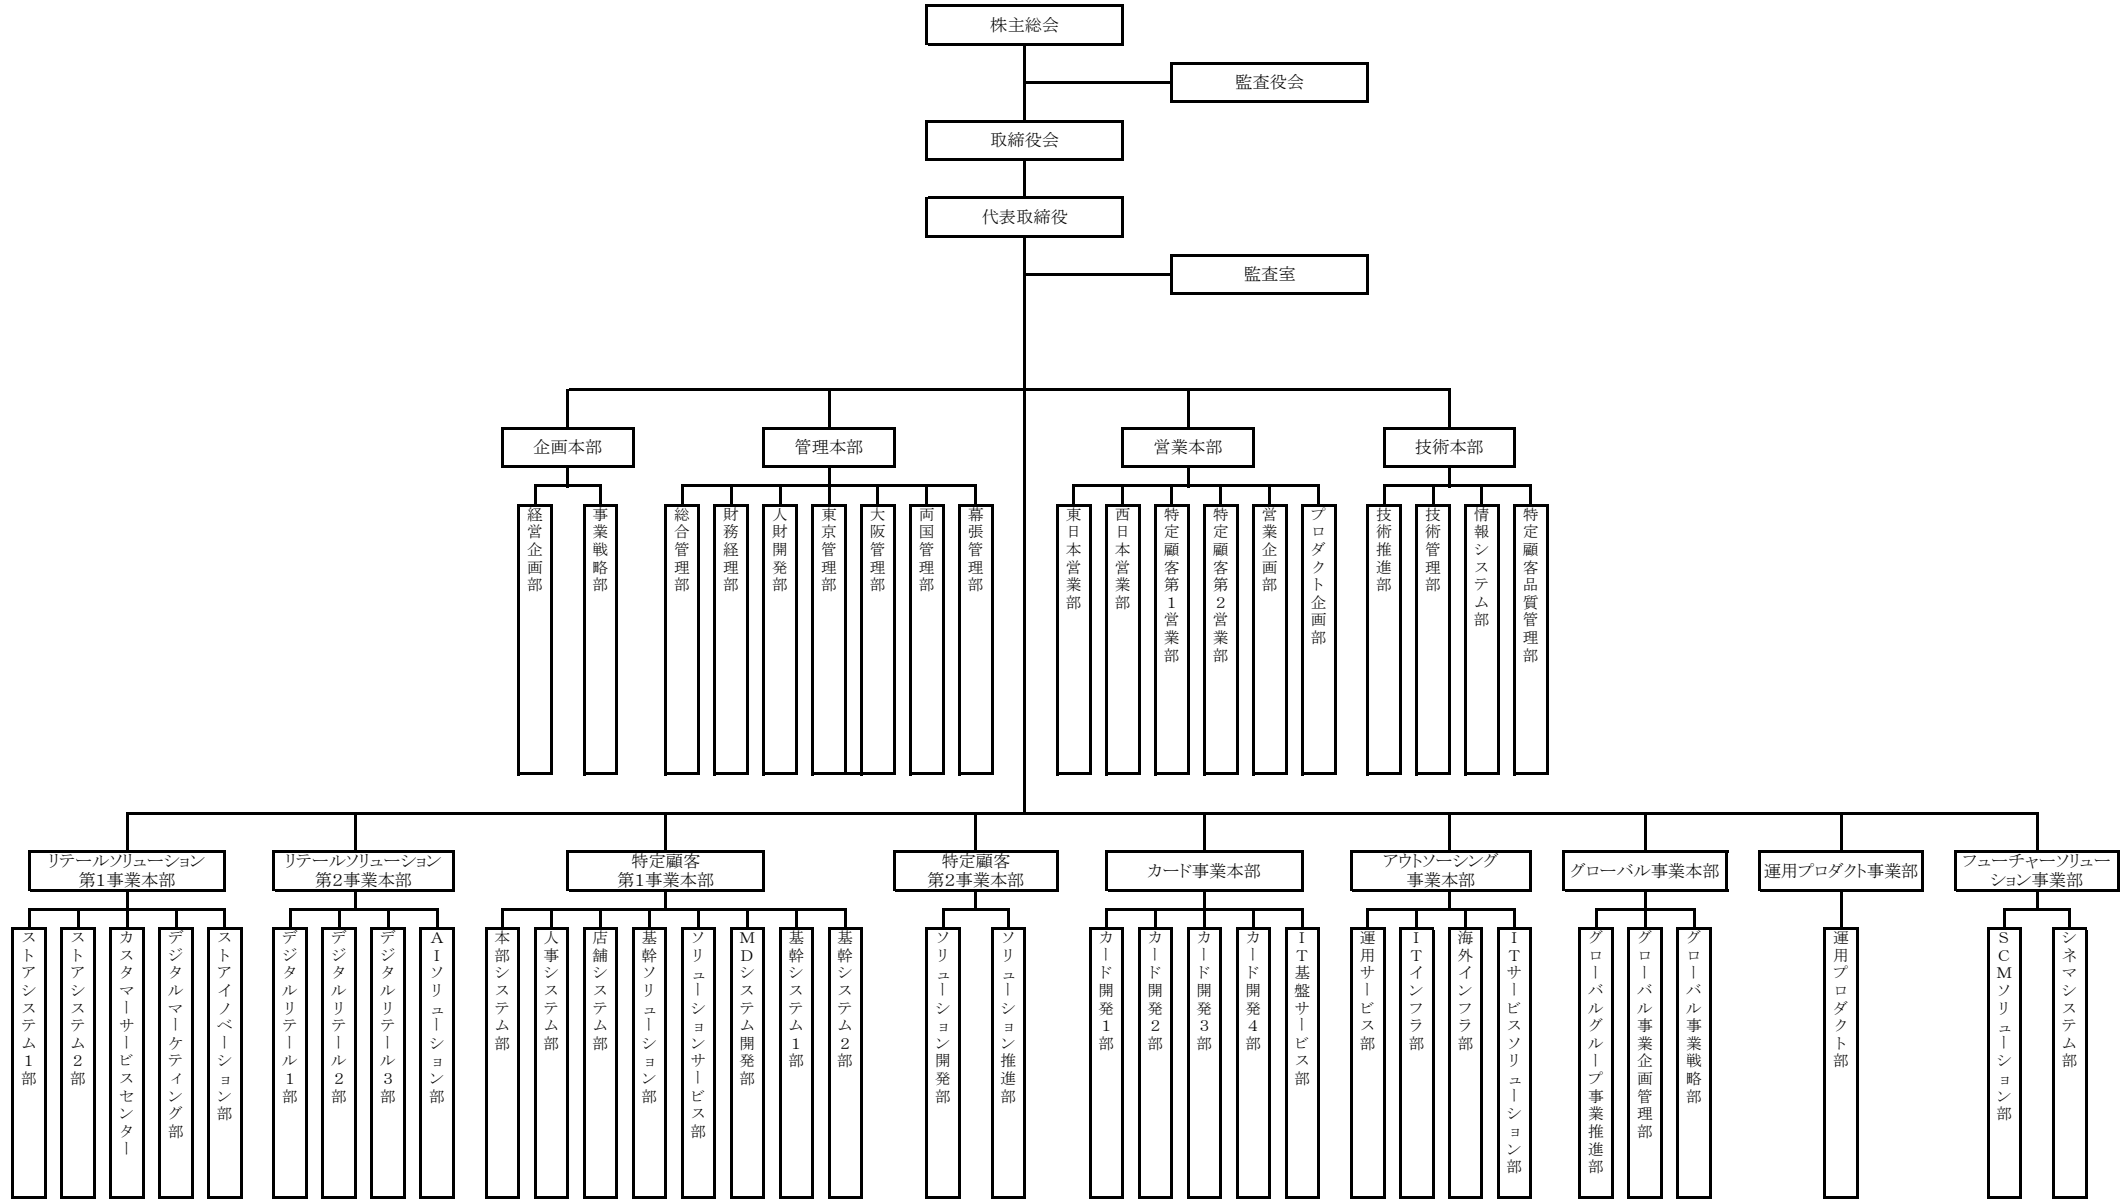 株主総会
監査役会
取締役会
代表取締役
監査室
企画本部
管理本部
営業本部
技術本部
経営企画部
事業戦略部
総合管理部
財務経理部
人財開発部
東京管理部
大阪管理部
両国管理部
幕張管理部
東日本営業部
西日本営業部
特定顧客第1営業部
特定顧客第2営業部
営業企画部
プロダクト企画部
技術推進部
技術管理部
情報システム部
特定顧客品質管理部
リテールソリューション
第1事業本部
リテールソリューション
第2事業本部
特定顧客
第1事業本部
特定顧客
第2事業本部
カード事業本部
アウトソーシング
事業本部
グローバル事業本部
運用プロダクト事業部
フューチャーソリュー
ション事業部
ストアシステム1部
ストアシステム2部
カスタマーサービスセンター
デジタルマーケティング部
ストアイノベーション部
デジタルリテール1部
デジタルリテール2部
デジタルリテール3部
AIソリューション部
本部システム部
人事システム部
店舗システム部
基幹ソリューション部
ソリューションサービス部
MDシステム開発部
基幹システム1部
基幹システム2部
ソリューション開発部
ソリューション推進部
カード開発1部
カード開発2部
カード開発3部
カード開発4部
IT基盤サービス部
運用サービス部
ITインフラ部
海外インフラ部
ITサービスソリューション部
グローバルグループ事業推進部
グローバル事業企画管理部
グローバル事業戦略部
運用プロダクト部
SCMソリューション部
シネマシステム部